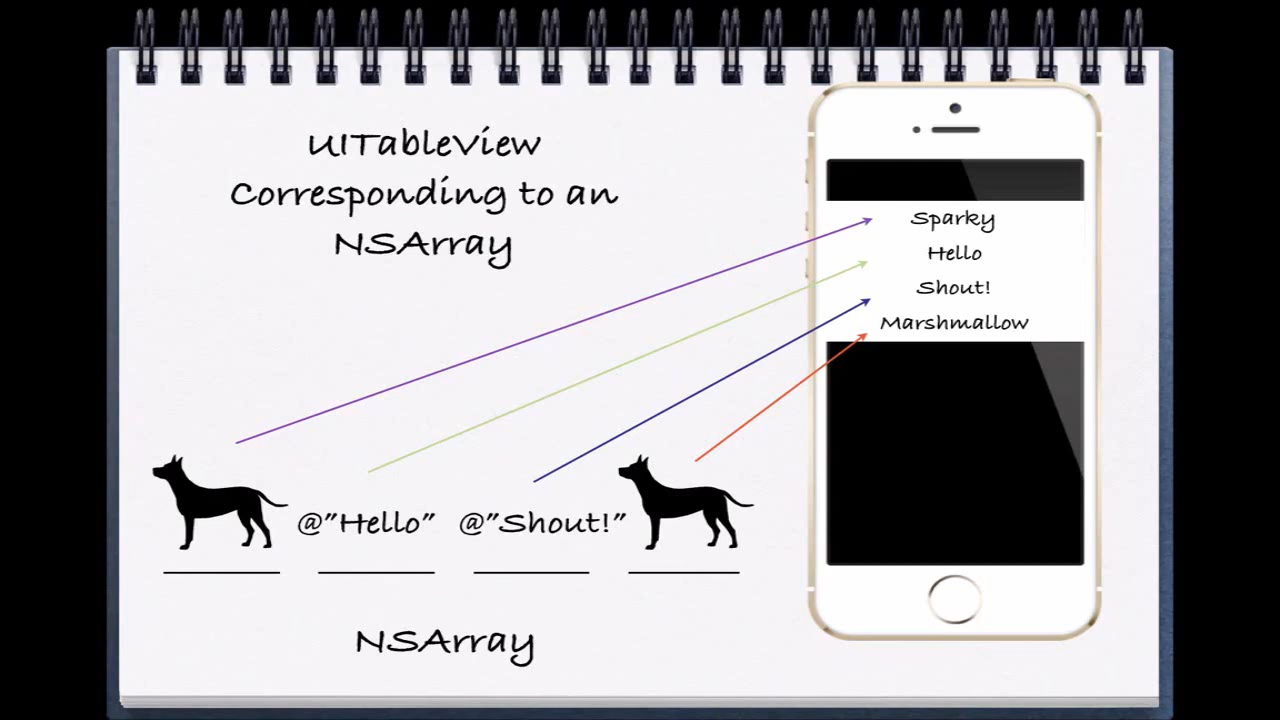 UITableView
Corresponding to an
NSArray
Sparky
Hello
Shout!
Marshmallow
@"Hello" @"Shout!"
NSArray